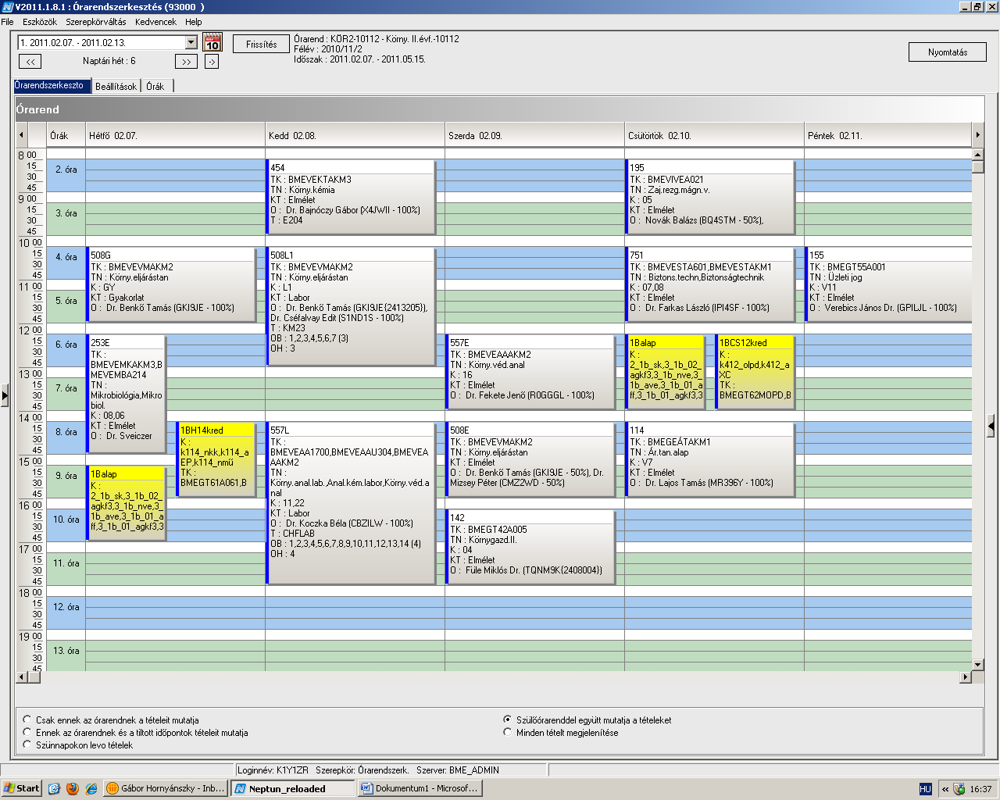 V2011.1.8.1 : Órarendszerkesztés (93000  )
File Eszközök Szerepkörváltás Kedvencek Help
1. 2011.02.07. - 2011.02.13.
10
Frissítés
Órarend : KÖR2-10112 - Körny. II.évf.-10112
Félév : 2010/11/2
Időszak : 2011.02.07. - 2011.05.15.
Nyomtatás
<< Naptári hét : 6 >> ->
Órarendszerkeszto Beállítások Órák
Órarend
Órák Hétfő 02.07. Kedd 02.08. Szerda 02.09. Csütörtök 02.10. Péntek 02.11.
8 00
15
30
45
9 00
15
30
45
10 00
15
30
45
11 00
15
30
45
12 00
15
30
45
13 00
15
30
45
14 00
15
30
45
15 00
15
30
45
16 00
15
30
45
17 00
15
30
45
18 00
15
30
45
19 00
15
30
45
2. óra
3. óra
4. óra
5. óra
6. óra
7. óra
8. óra
9. óra
10. óra
11. óra
12. óra
13. óra
508G
TK : BMEVEVMAKM2
TN : Körny.eljárástan
K : GY
KT : Gyakorlat
O :  Dr. Benkő Tamás (GKI9JE - 100%)
253E
TK :
BMEVEMKAKM3,B
MEVEMBA214
TN :
Mikrobiológia,Mikro
biol.
K : 08,06
KT : Elmélet
O :  Dr. Sveiczer
1BH14kred
K :
k114_nkk,k114_a
EP,k114_nmü
TK :
BMEGT61A061,B
1Balap
K :
2_1b_sk,3_1b_02_
agkf3,3_1b_nve,3_
1b_ave,3_1b_01_a
ff,3_1b_01_agkf3,3
454
TK : BMEVEKTAKM3
TN : Körny.kémia
KT : Elmélet
O :  Dr. Bajnóczy Gábor (X4JWII - 100%)
T : E204
508L1
TK : BMEVEVMAKM2
TN : Körny.eljárástan
K : L1
KT : Labor
O :  Dr. Benkő Tamás (GKI9JE{2413205}),
Dr. Cséfalvay Edit (S1ND1S - 100%)
T : KM23
OB : 1,2,3,4,5,6,7 (3)
OH : 3
557L
TK :
BMEVEAA1700,BMEVEAAU304,BMEVEA
AAKM2
TN :
Körny.anal.lab.,Anal.kém.labor,Körny.véd.a
nal
K : 11,22
KT : Labor
O :  Dr. Koczka Béla (CBZILW - 100%)
T : CHFLAB
OB : 1,2,3,4,5,6,7,8,9,10,11,12,13,14 (4)
OH : 4
557E
TK : BMEVEAAAKM2
TN : Körny.véd.anal
K : 16
KT : Elmélet
O :  Dr. Fekete Jenő (R0GGGL - 100%)
508E
TK : BMEVEVMAKM2
TN : Körny.eljárástan
KT : Elmélet
O :  Dr. Benkő Tamás (GKI9JE - 50%), Dr.
Mizsey Péter (CMZ2WD - 50%)
142
TK : BMEGT42A005
TN : Környgazd.II.
K : 04
KT : Elmélet
O :  Füle Miklós Dr. (TQNM9K{2408004})
195
TK : BMEVIVEA021
TN : Zaj,rezg.mágn.v.
K : 05
KT : Elmélet
O :  Novák Balázs (BQ4STM - 50%),
751
TK : BMEVESTA601,BMEVESTAKM1
TN : Biztons.techn,Biztonságtechnik
K : 07,08
KT : Elmélet
O :  Dr. Farkas László (IPI4SF - 100%)
1Balap
K :
2_1b_sk,3_1b_02_
agkf3,3_1b_nve,3_
1b_ave,3_1b_01_a
ff,3_1b_01_agkf3,3
1BCS12kred
K :
k412_olpd,k412_a
XC
TK :
BMEGT62MOPD,B
114
TK : BMEGEÁTAKM1
TN : Ár.tan.alap
K : V7
KT : Elmélet
O :  Dr. Lajos Tamás (MR396Y - 100%)
155
TK : BMEGT55A001
TN : Üzleti jog
K : V11
KT : Elmélet
O :  Verebics János Dr. (GPILJL - 100%)
Csak ennek az órarendnek a tételeit mutatja
Ennek az órarendnek és a tiltott időpontok tételeit mutatja
Szünnapokon levo tételek
Szülőórarenddel együtt mutatja a tételeket
Minden tételt megjelenítése
Loginnév: K1Y1ZR  Szerepkör: Órarendszerk.  Szerver: BME_ADMIN
Start Gábor Hornyánszky - Inb... Neptun_reloaded Dokumentum1 - Microsof... HU « 16:37